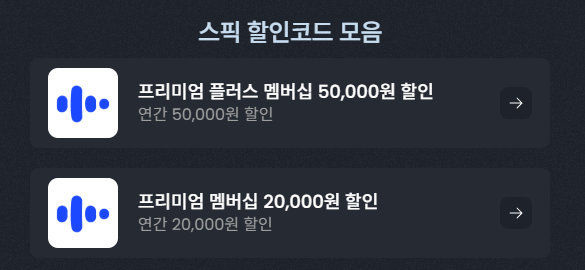 스픽 할인코드 모음
프리미엄 플러스 멤버십 50,000원 할인
연간 50,000원 할인
프리미엄 멤버십 20,000원 할인
연간 20,000원 할인